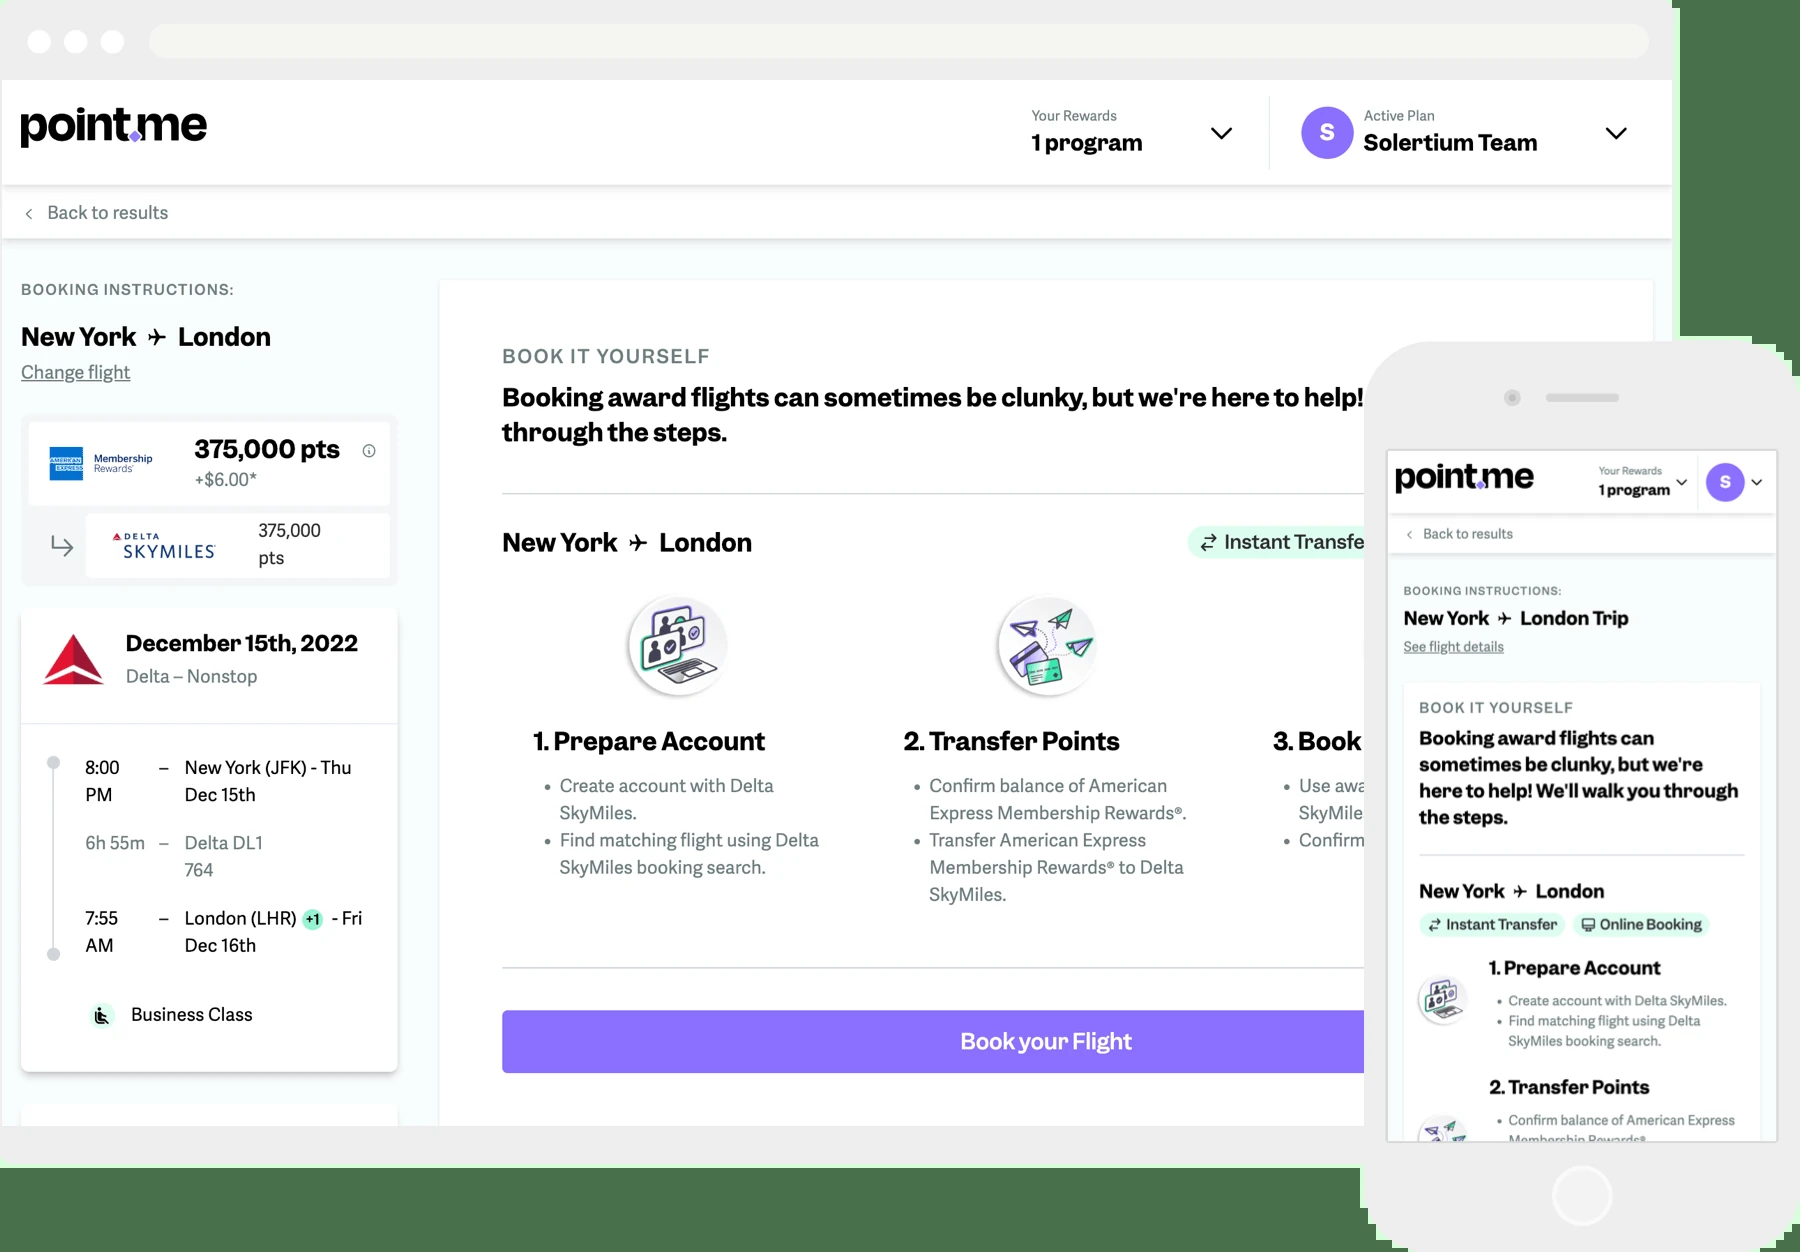 point.me
Your Rewards
1 program
S
Active Plan
Solertium Team
Back to results
BOOKING INSTRUCTIONS:
New York London
Change flight
AMERICAN EXPRESS
Membership
Rewards®
375,000 pts
+$6.00*
DELTA
SKYMILES
375,000
pts
December 15th, 2022
Delta – Nonstop
8:00 – New York (JFK) - Thu
PM Dec 15th
6h 55m – Delta DL1
764
7:55 – London (LHR) +1 - Fri
AM Dec 16th
Business Class
BOOK IT YOURSELF
Booking award flights can sometimes be clunky, but we're here to help!
through the steps.
New York London
Instant Transfe
1. Prepare Account
• Create account with Delta
SkyMiles.
• Find matching flight using Delta
SkyMiles booking search.
2. Transfer Points
• Confirm balance of American
Express Membership Rewards®.
• Transfer American Express
Membership Rewards® to Delta
SkyMiles.
3. Book
• Use awa
SkyMile
• Confirm
Book your Flight
point.me
Your Rewards
1 program
S
Back to results
BOOKING INSTRUCTIONS:
New York London Trip
See flight details
BOOK IT YOURSELF
Booking award flights can
sometimes be clunky, but we're
here to help! We'll walk you through
the steps.
New York London
Instant Transfer Online Booking
1. Prepare Account
• Create account with Delta SkyMiles.
• Find matching flight using Delta
SkyMiles booking search.
2. Transfer Points
• Confirm balance of American Express
Membership Rewards®